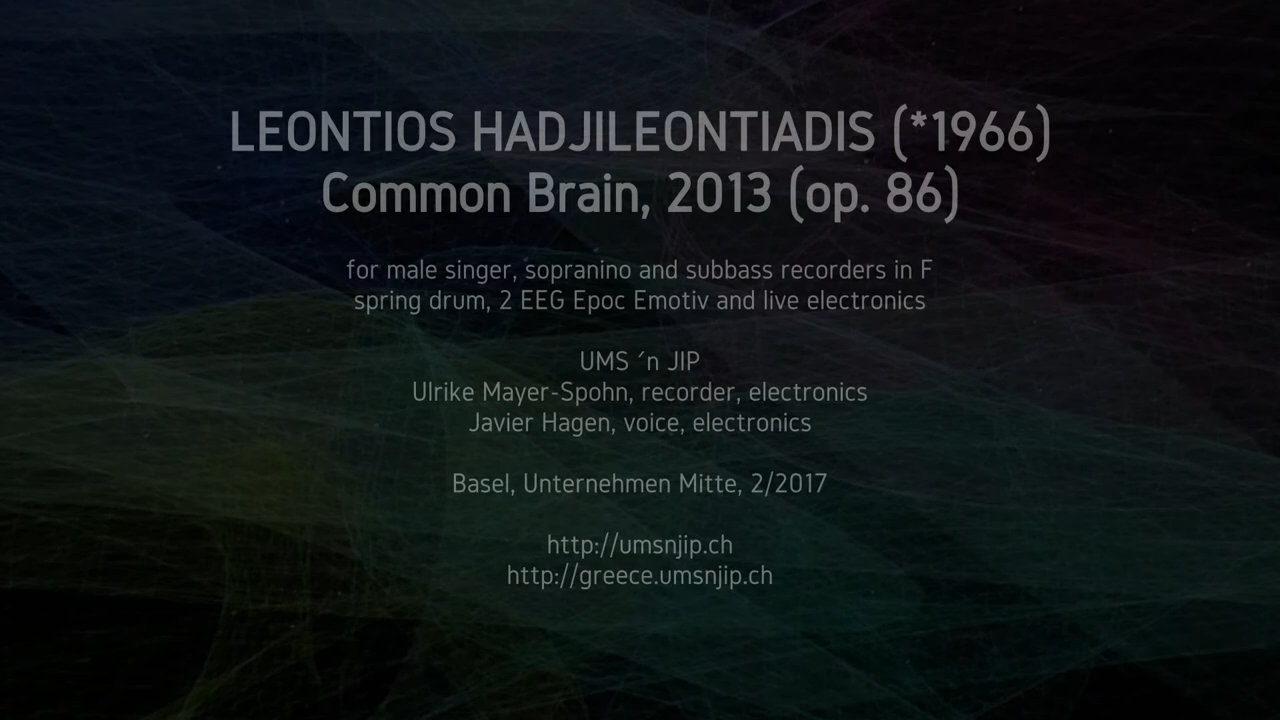 LEONTIOS HADJILEONTIADIS (*1966)
Common Brain, 2013 (op. 86)
for male singer, sopranino and subbass recorders in F
spring drum, 2 EEG Epoc Emotiv and live electronics
UMS ´n JIP
Ulrike Mayer-Spohn, recorder, electronics
Javier Hagen, voice, electronics
Basel, Unternehmen Mitte, 2/2017
http://umsnjip.ch
http://greece.umsnjip.ch